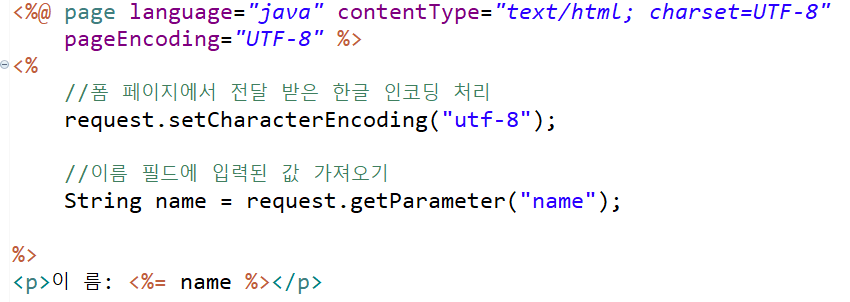 <%@ page language="java" contentType="text/html; charset=UTF-8"
    pageEncoding="UTF-8" %>
<%
    //폼 페이지에서 전달 받은 한글 인코딩 처리
    request.setCharacterEncoding("utf-8");
    //이름 필드에 입력된 값 가져오기
    String name = request.getParameter("name");
%>
<p>이 름: <%= name %></p>